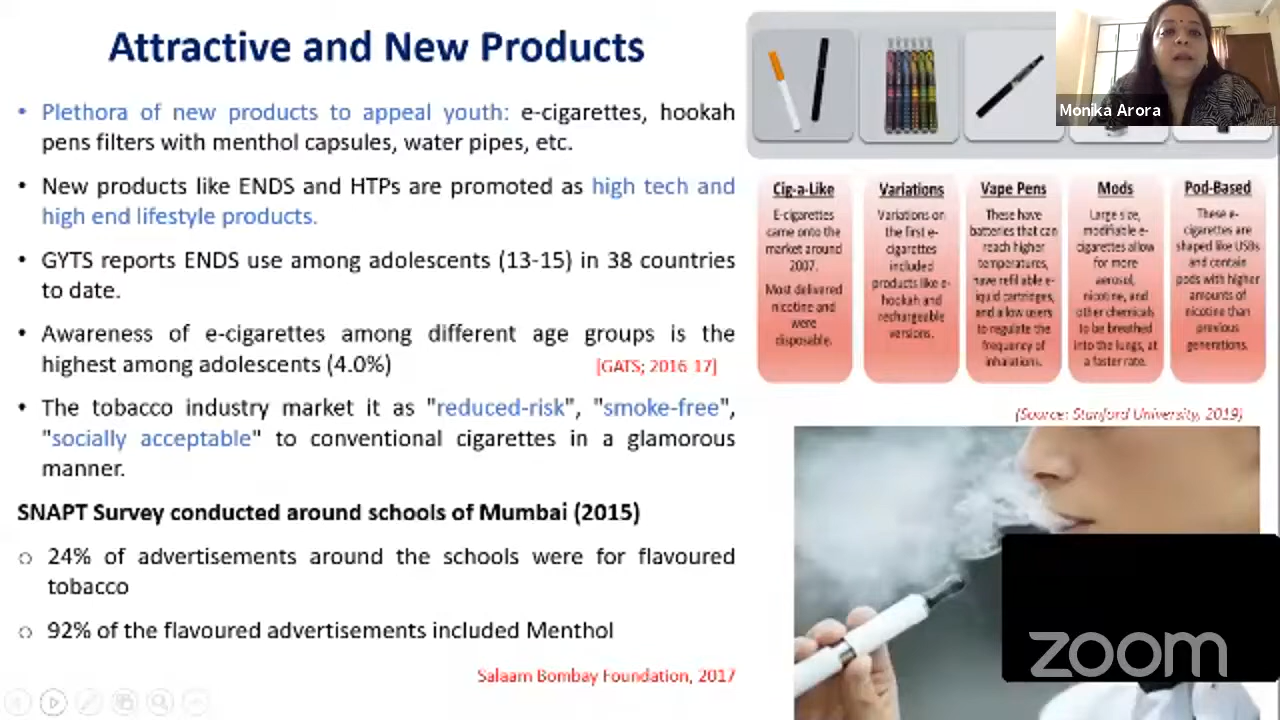 Attractive and New Products
• Plethora of new products to appeal youth: e-cigarettes, hookah
pens filters with menthol capsules, water pipes, etc.
• New products like ENDS and HTPs are promoted as high tech and
high end lifestyle products.
• GYTS reports ENDS use among adolescents (13-15) in 38 countries
to date.
• Awareness of e-cigarettes among different age groups is the
highest among adolescents (4.0%)
[GATS; 2016 17]
• The tobacco industry market it as "reduced-risk", "smoke-free",
"socially acceptable" to conventional cigarettes in a glamorous
manner.
SNAPT Survey conducted around schools of Mumbai (2015)
o 24% of advertisements around the schools were for flavoured
tobacco
o 92% of the flavoured advertisements included Menthol
Salaam Bombay Foundation, 2017
Monika Arora
Cig-a-Like
E-cigarettes
came onto the
market around
2007.
Most delivered
nicotine and
were
disposable.
Variations
Variations on
the first e-
cigarettes
included
products like e-
hookah and
rechargeable
versions.
Vape Pens
These have
batteries that can
reach higher
temperatures,
have refillable e-
liquid cartridges,
and allow users
to regulate the
frequency of
inhalations.
Mods
Large size,
modifiable e-
cigarettes allow
for more
aerosol,
nicotine, and
other chemicals
to be breathed
into the lungs, at
a faster rate.
Pod-Based
These e-
cigarettes are
shaped like USBs
and contain
pods with higher
amounts of
nicotine than
previous
generations.
(Source: Stanford University, 2019)
zoom